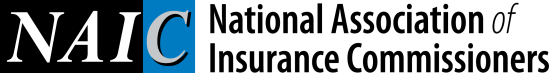 NAIC
National Association of
Insurance Commissioners